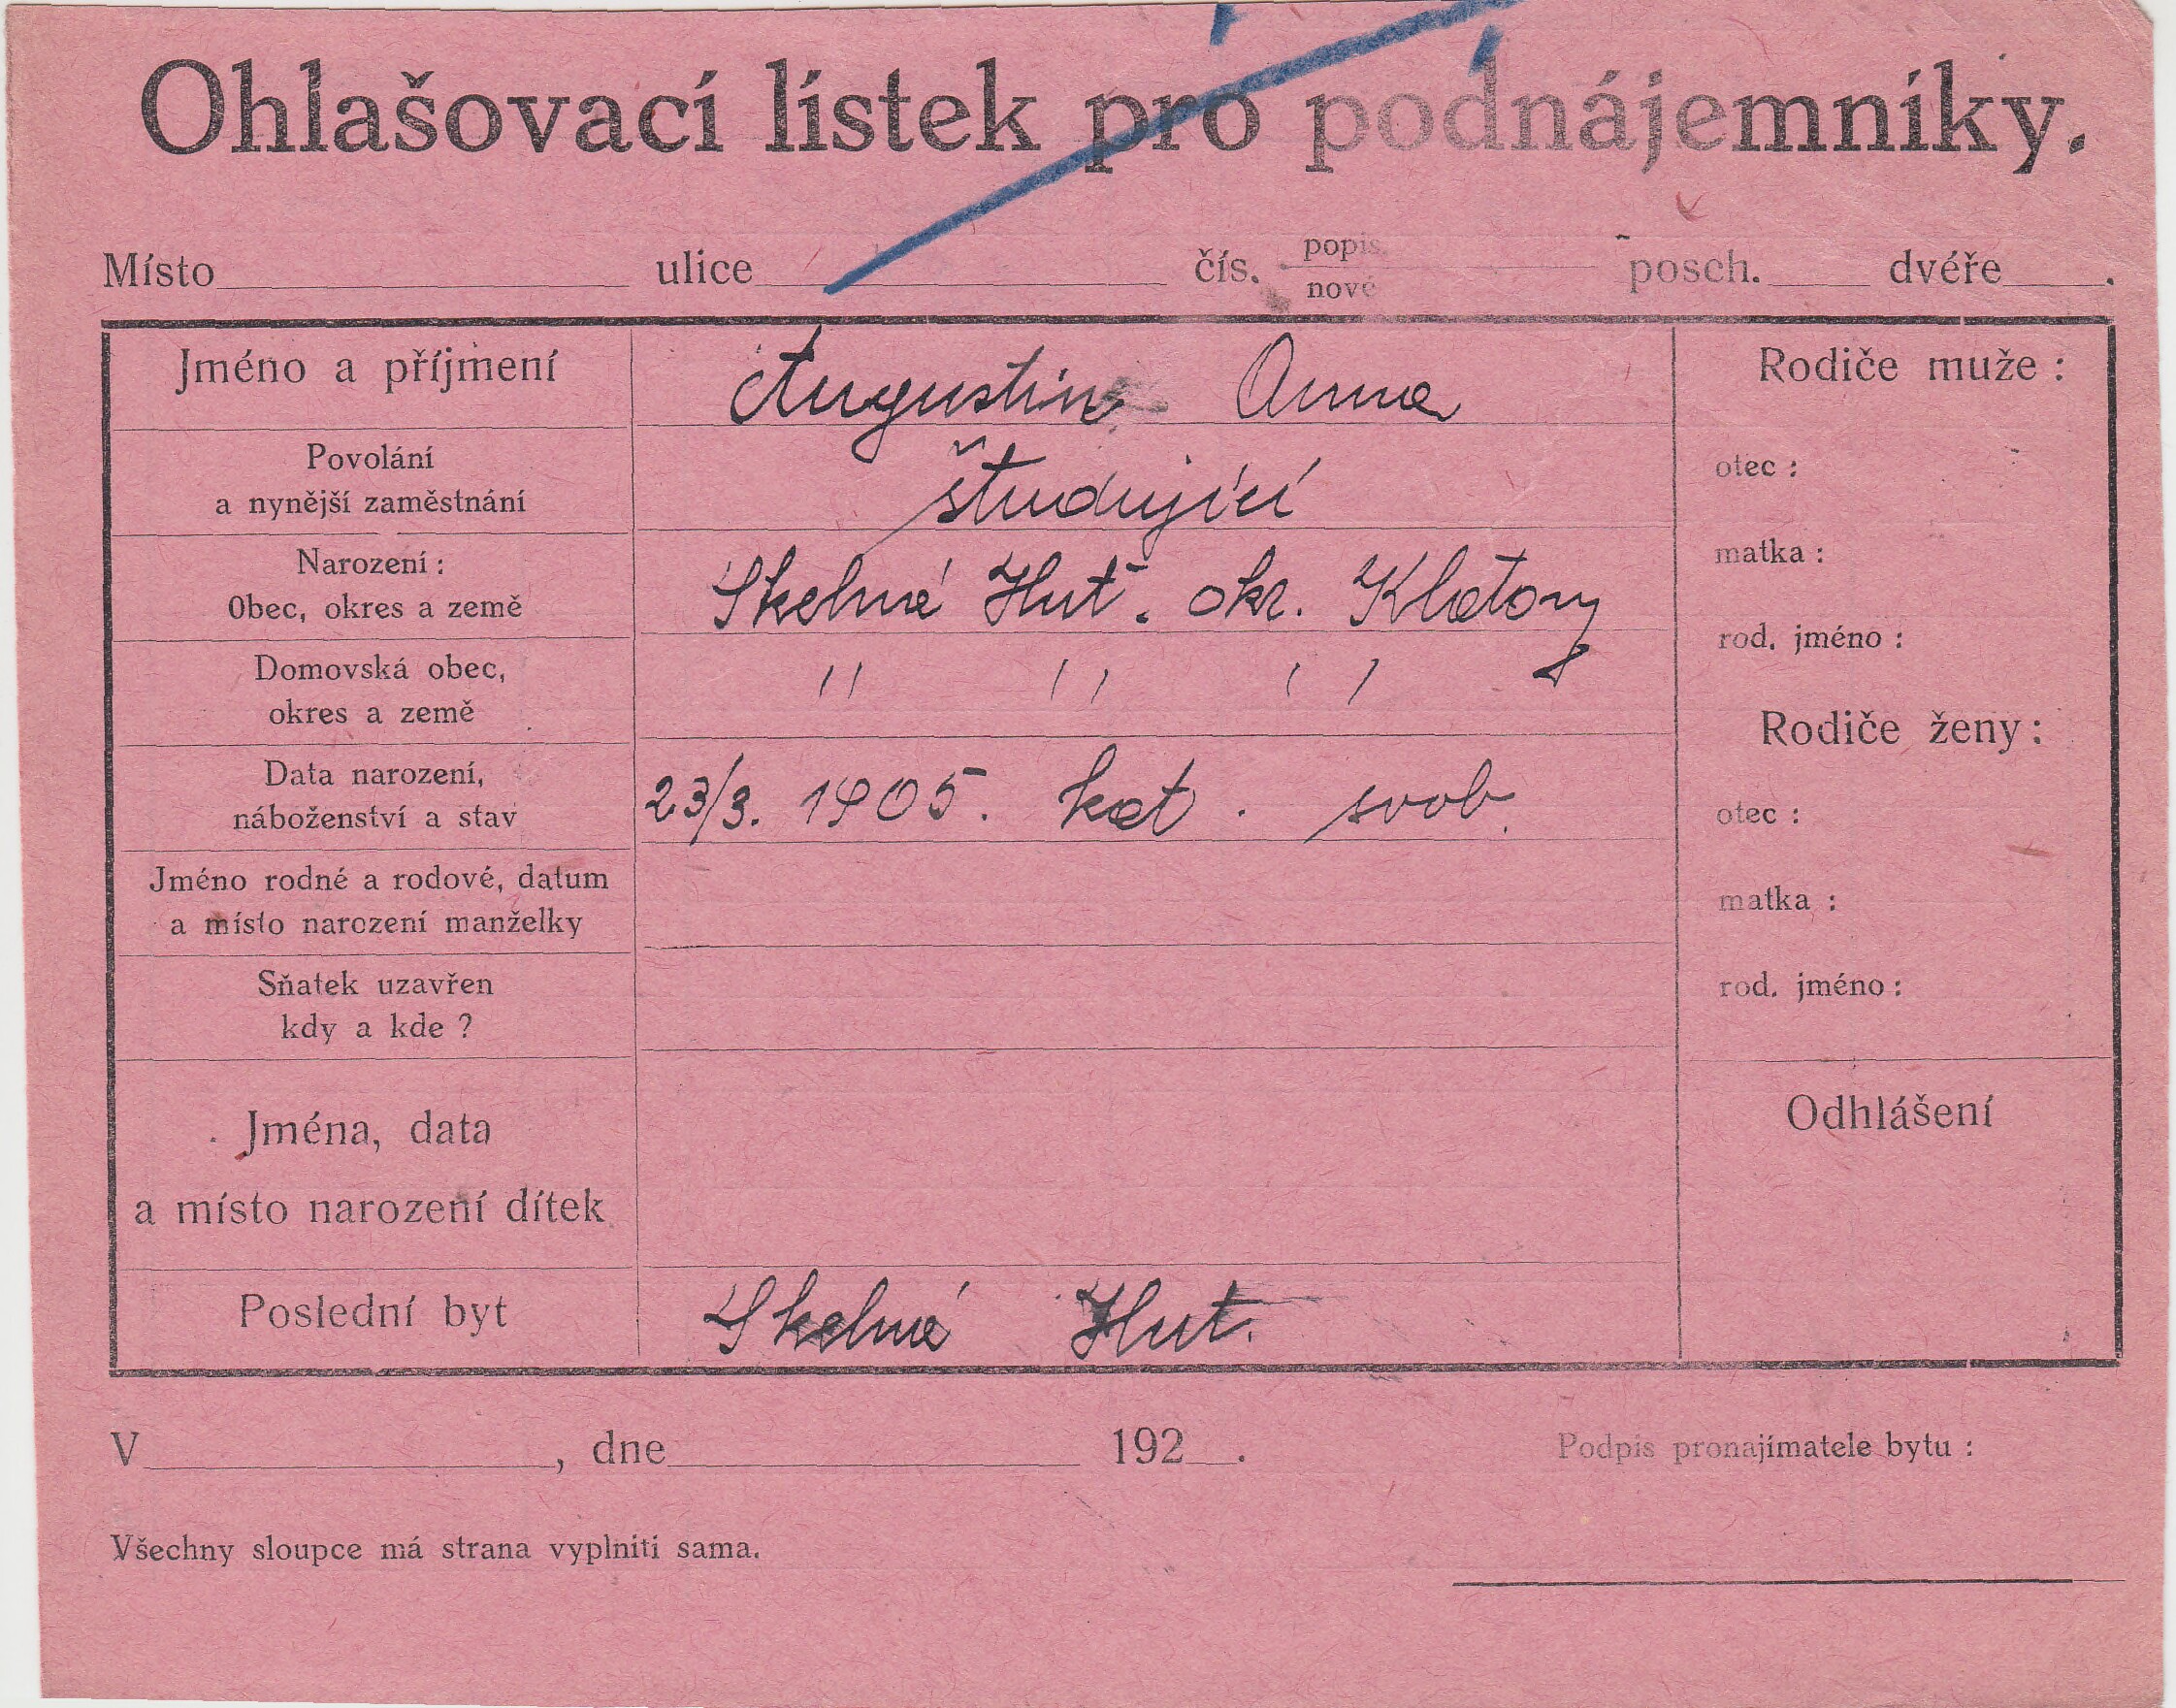 Ohlašovací lístek pro podnájemníky.
Místo ulice čís. popis. nové posch. dvéře .
Jméno a příjmení Augustin Anna
Povolání
a nynější zaměstnání študující
Narození:
Obec, okres a země Skelná Huť. okr. Klatovy
Domovská obec,
okres a země " " "
Data narození,
náboženství a stav 23/3. 1905. kat. svob.
Jméno rodné a rodové, datum
a místo narození manželky
Sňatek uzavřen
kdy a kde ?
Jména, data
a místo narození dítek
Poslední byt Skelná Huť.
Rodiče muže :
otec :
matka :
rod. jméno :
Rodiče ženy :
otec :
matka :
rod. jméno :
Odhlášení
V , dne 192 .
Podpis pronajímatele bytu :
Všechny sloupce má strana vyplniti sama.